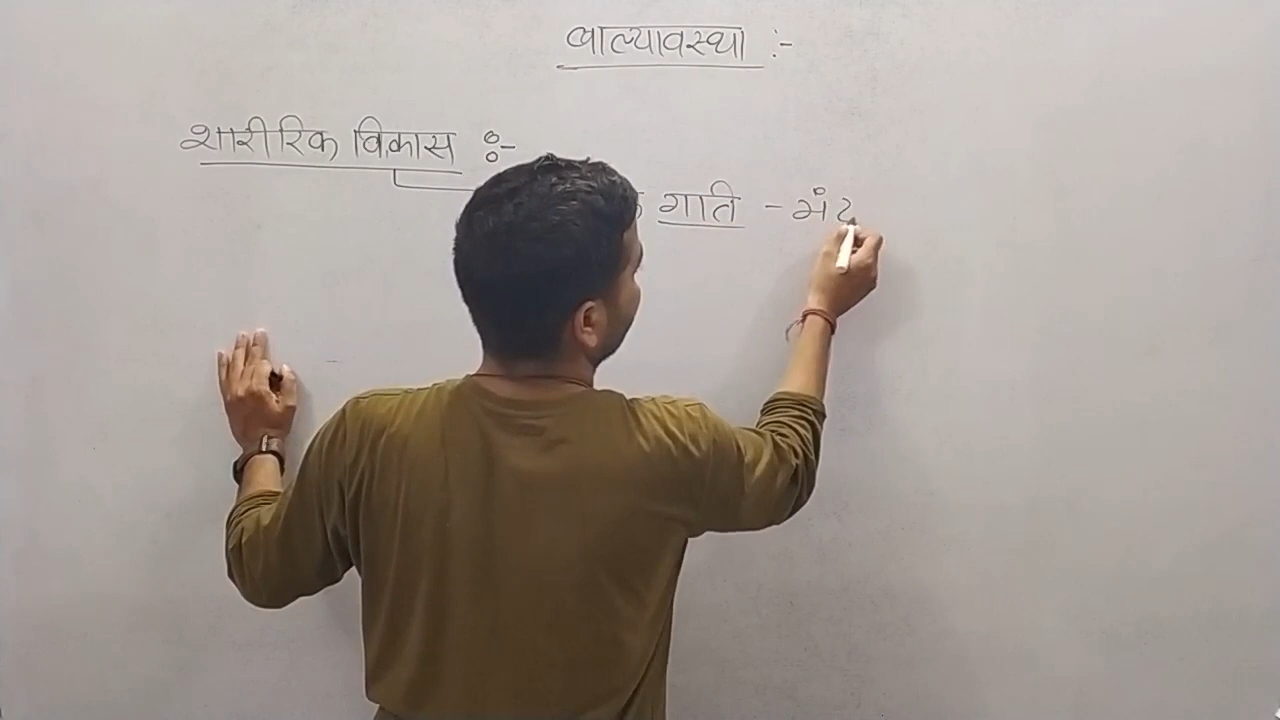 बाल्यावस्था :-
शारीरिक विकास :-
गति - मंद